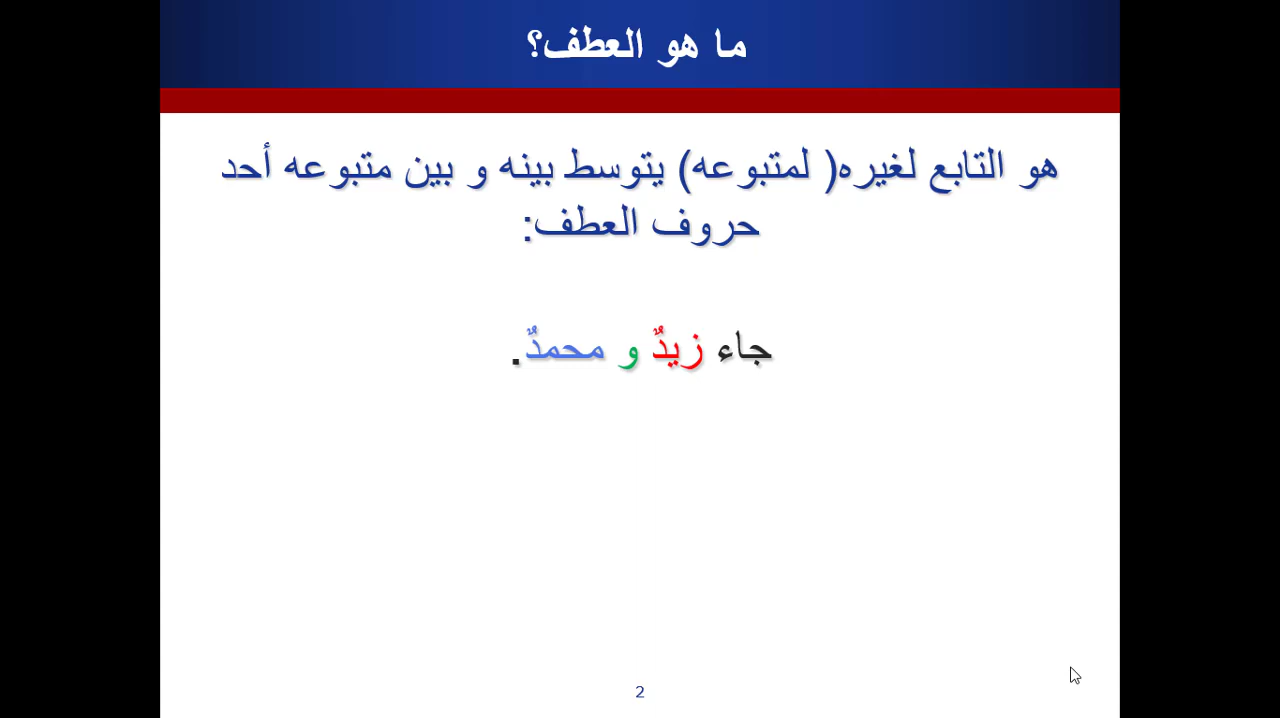 ما هو العطف؟
هو التابع لغيره( لمتبوعه) يتوسط بينه و بين متبوعه أحد
حروف العطف:
جاء زيدٌ و محمدٌ.
2